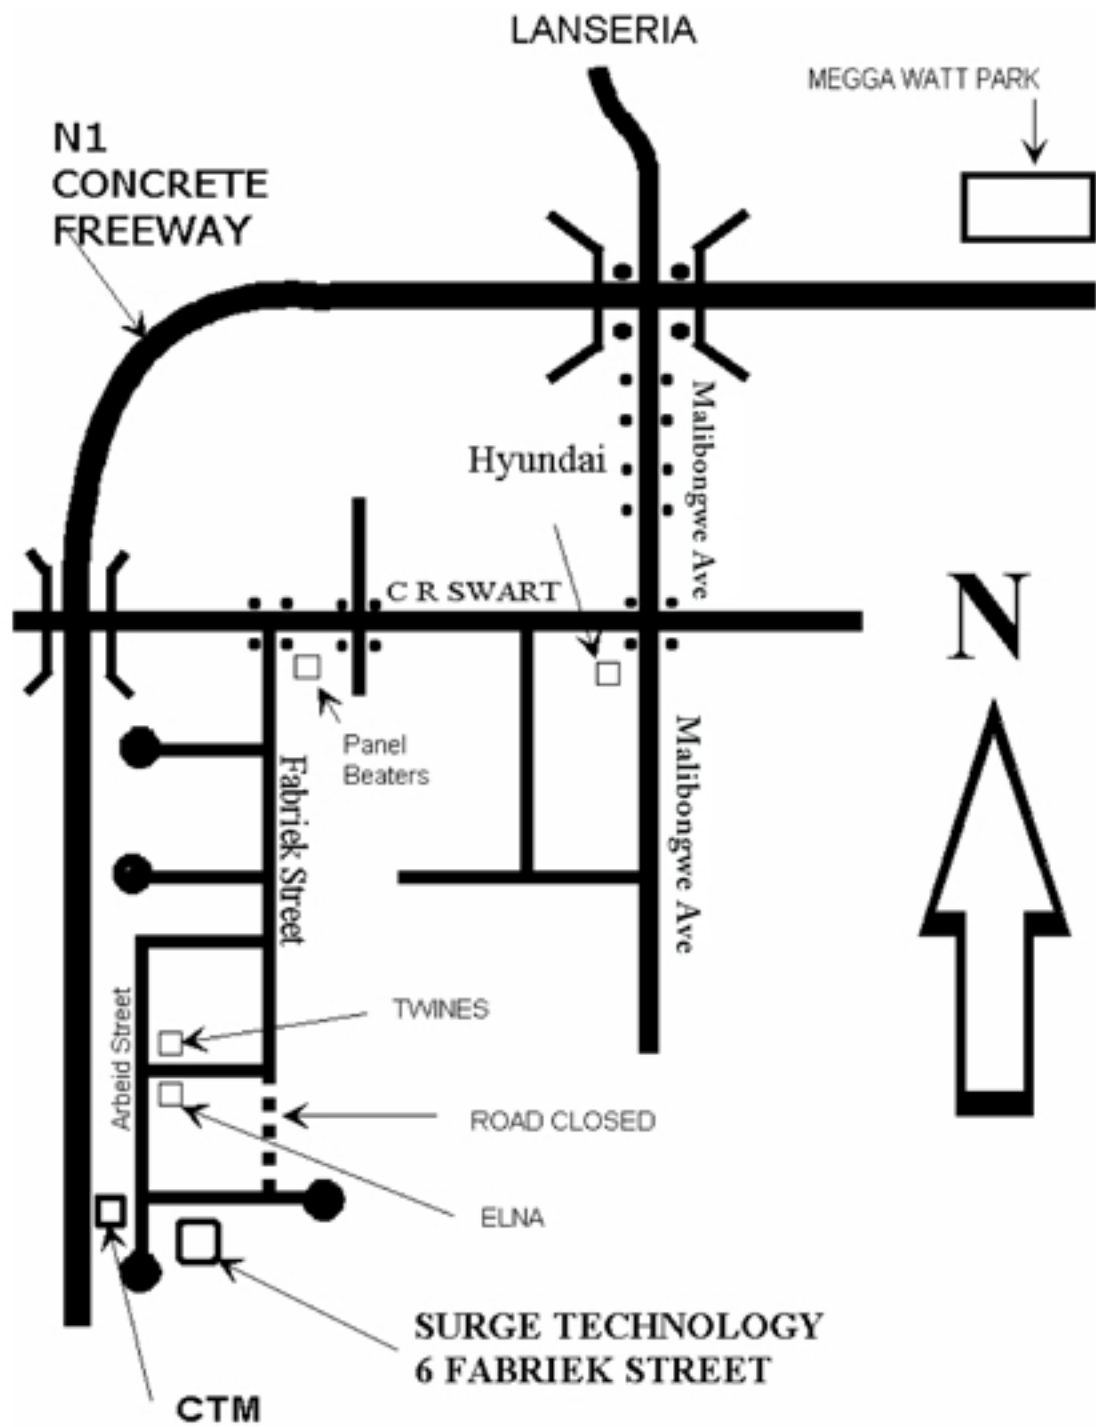 LANSERIA
MEGGA WATT PARK
N1
CONCRETE
FREEWAY
Malibongwe Ave
Hyundai
C R SWART
N
Panel
Beaters
Fabriek Street
Malibongwe Ave
Arbeid Street
TWINES
ROAD CLOSED
ELNA
SURGE TECHNOLOGY
6 FABRIEK STREET
CTM